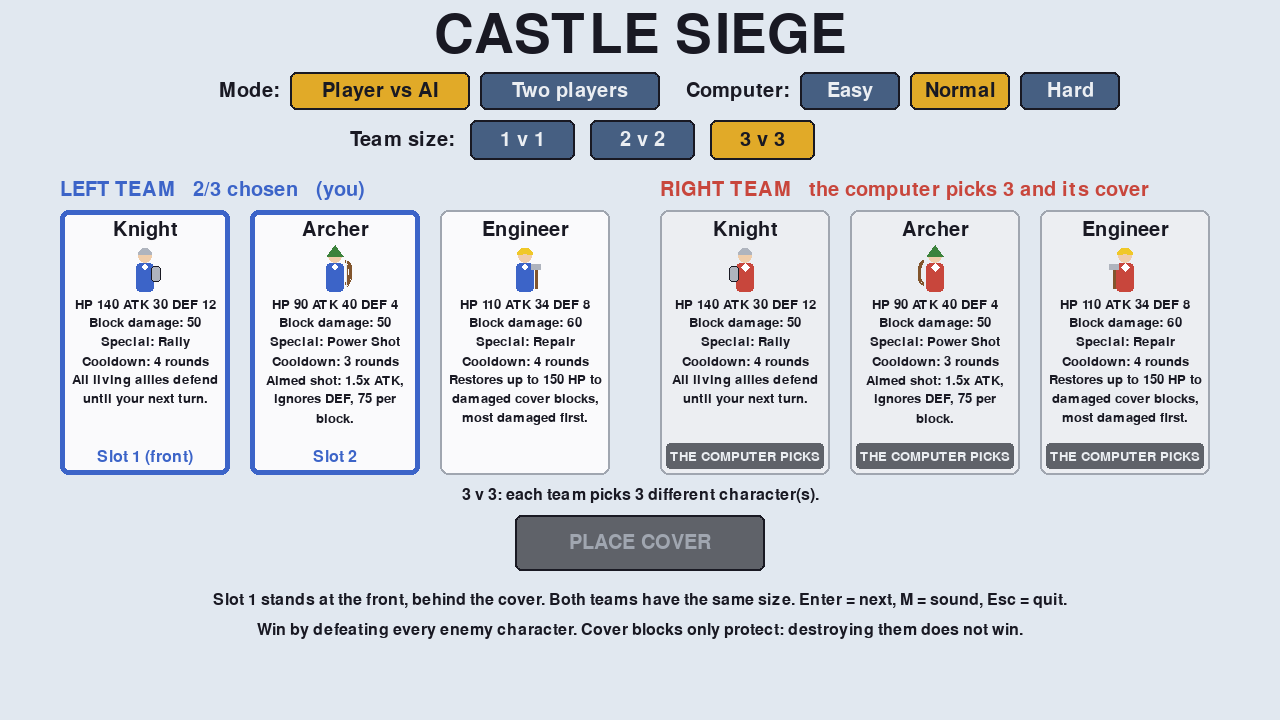 CASTLE SIEGE
Mode: Player vs AI Two players Computer: Easy Normal Hard
Team size: 1 v 1 2 v 2 3 v 3
LEFT TEAM 2/3 chosen (you)
RIGHT TEAM the computer picks 3 and its cover
Knight
HP 140 ATK 30 DEF 12
Block damage: 50
Special: Rally
Cooldown: 4 rounds
All living allies defend
until your next turn.
Slot 1 (front)
Archer
HP 90 ATK 40 DEF 4
Block damage: 50
Special: Power Shot
Cooldown: 3 rounds
Aimed shot: 1.5x ATK,
ignores DEF, 75 per
block.
Slot 2
Engineer
HP 110 ATK 34 DEF 8
Block damage: 60
Special: Repair
Cooldown: 4 rounds
Restores up to 150 HP to
damaged cover blocks,
most damaged first.
Knight
HP 140 ATK 30 DEF 12
Block damage: 50
Special: Rally
Cooldown: 4 rounds
All living allies defend
until your next turn.
THE COMPUTER PICKS
Archer
HP 90 ATK 40 DEF 4
Block damage: 50
Special: Power Shot
Cooldown: 3 rounds
Aimed shot: 1.5x ATK,
ignores DEF, 75 per
block.
THE COMPUTER PICKS
Engineer
HP 110 ATK 34 DEF 8
Block damage: 60
Special: Repair
Cooldown: 4 rounds
Restores up to 150 HP to
damaged cover blocks,
most damaged first.
THE COMPUTER PICKS
3 v 3: each team picks 3 different character(s).
PLACE COVER
Slot 1 stands at the front, behind the cover. Both teams have the same size. Enter = next, M = sound, Esc = quit.
Win by defeating every enemy character. Cover blocks only protect: destroying them does not win.